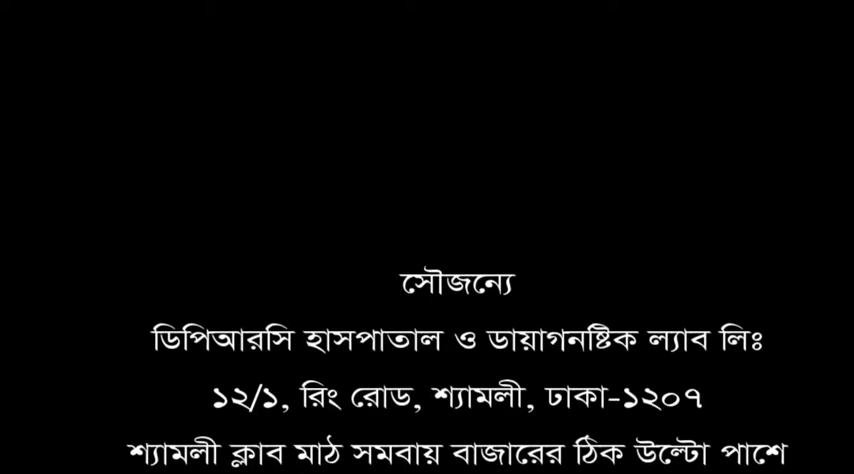 সৌজন্যে
ডিপিআরসি হাসপাতাল ও ডায়াগনষ্টিক ল্যাব লিঃ
১২/১, রিং রোড, শ্যামলী, ঢাকা-১২০৭
শ্যামলী ক্লাব মাঠ সমবায় বাজারের ঠিক উল্টো পাশে